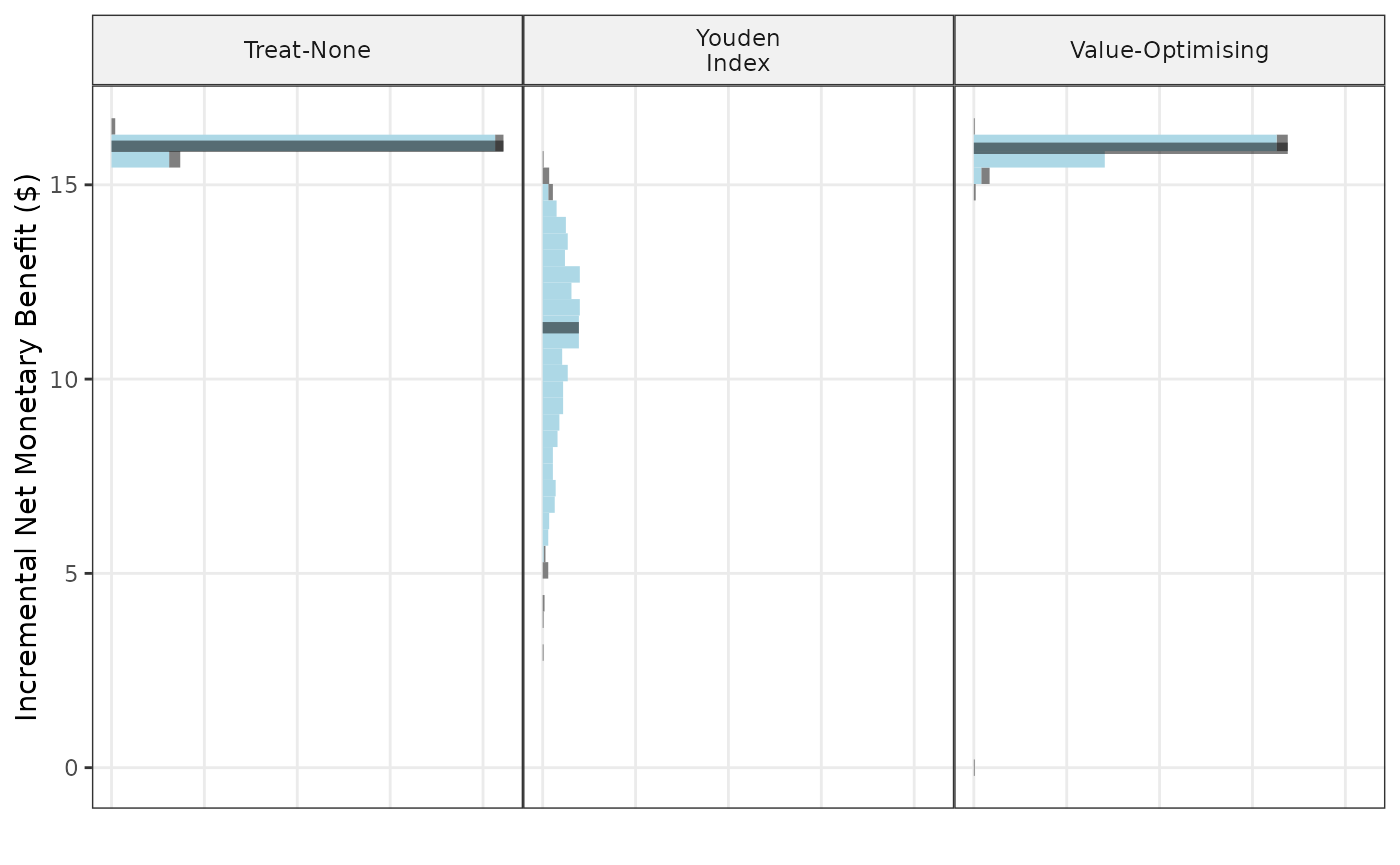 Treat-None
Youden
Index
Value-Optimising
Incremental Net Monetary Benefit ($)
15
10
5
0